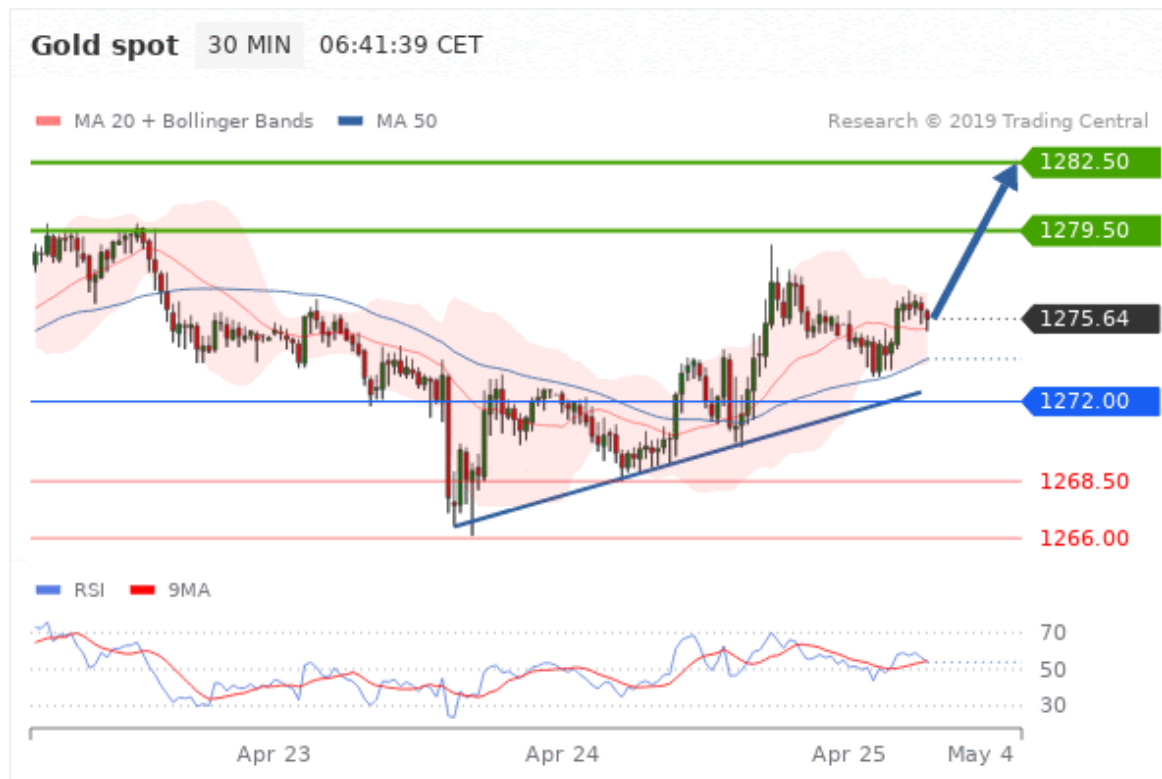 Gold spot 30 MIN 06:41:39 CET
MA 20 + Bollinger Bands MA 50 Research © 2019 Trading Central
1282.50
1279.50
1275.64
1272.00
1268.50
1266.00
RSI 9MA
70
50
30
Apr 23 Apr 24 Apr 25 May 4